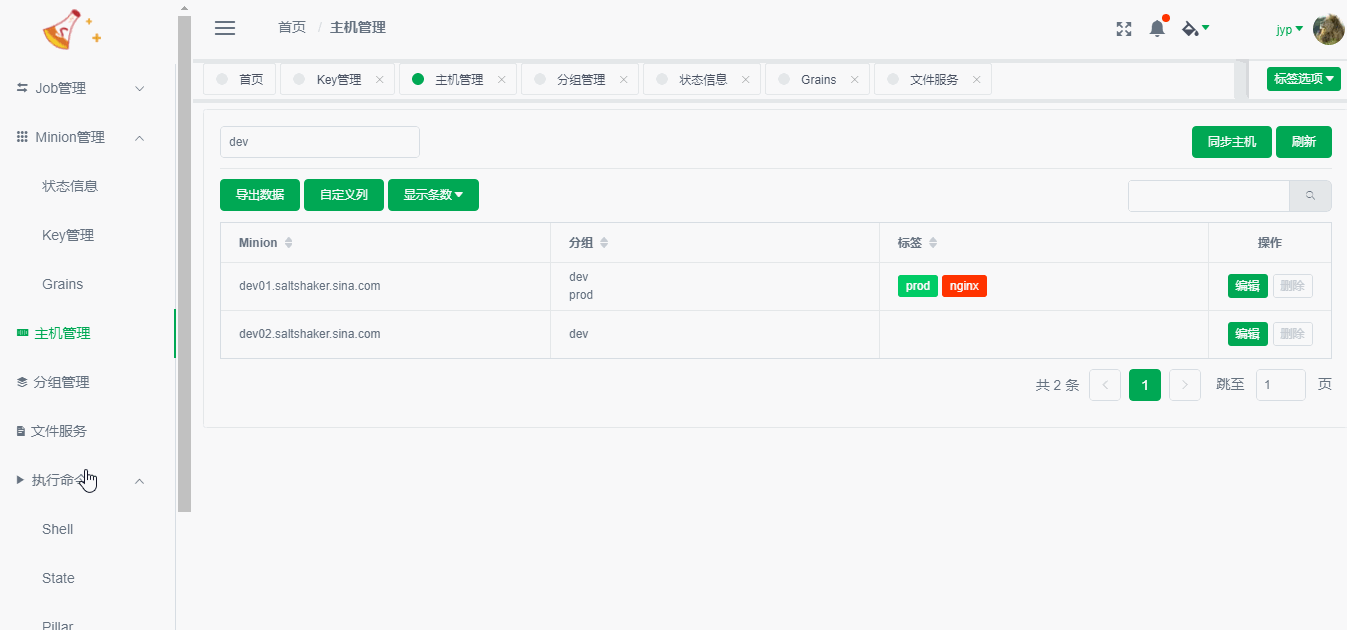 首页 / 主机管理
jyp
首页
Key管理
主机管理
分组管理
状态信息
Grains
文件服务
标签选项
Job管理
Minion管理
状态信息
Key管理
Grains
主机管理
分组管理
文件服务
执行命令
Shell
State
Pillar
dev
同步主机
刷新
导出数据
自定义列
显示条数
Minion
分组
标签
操作
dev01.saltshaker.sina.com
dev
prod
prod
nginx
编辑
删除
dev02.saltshaker.sina.com
dev
编辑
删除
共 2 条
1
跳至
1
页